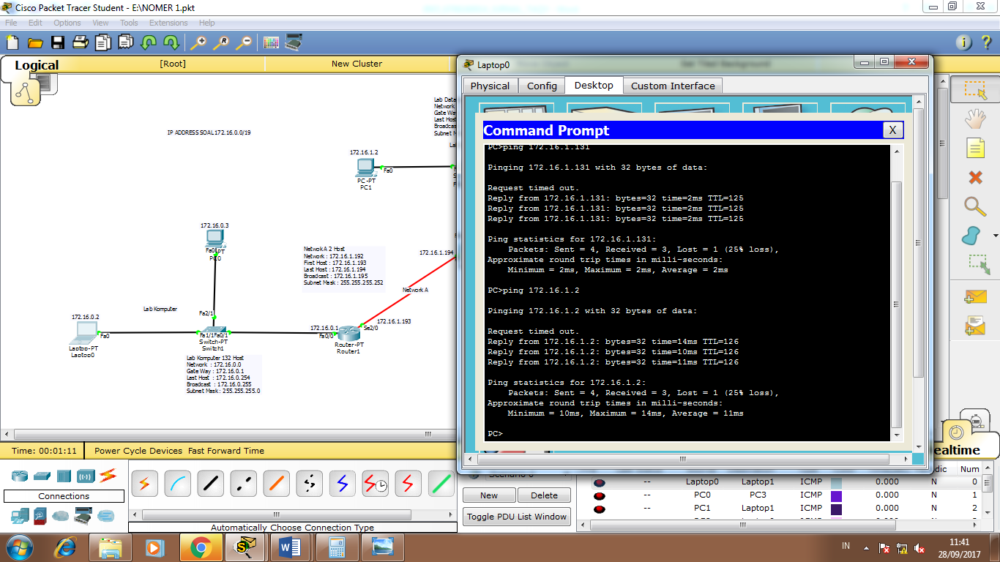 Cisco Packet Tracer Student - E:\NOMER 1.pkt
File Edit Options View Tools Extensions Help
Logical
[Root]
New Cluster
IP ADDRESS SOAL 172.16.0.0/19
Lab Data
Network
Gate Way
Last Host
Broadcas
Subnet M
172.16.1.2
Fa0
PC-PT
PC1
172.16.0.3
PC0
NetworkA 2 Host
Network : 172.16.1.192
First Host : 172.16.1.193
Last Host : 172.16.1.194
Broadcast : 172.16.1.195
Subnet Mask : 255.255.255.252
172.16.1.194
Network A
Lab Komputer
Fa2/1
172.16.0.2
Fa0
Laptop-PT
Laptop0
Fa1/1Fa0/1
Switch-PT
Switch1
172.16.0.1
Fa0/0
172.16.1.193
Se2/0
Router-PT
Router1
Lab Komputer 132 Host
Network : 172.16.0.0
Gate Way : 172.16.0.1
Last Host : 172.16.0.254
Broadcast : 172.16.0.255
Subnet Mask : 255.255.255.0
Laptop0
Physical Config Desktop Custom Interface
Command Prompt
X
PC>ping 172.16.1.131
Pinging 172.16.1.131 with 32 bytes of data:
Request timed out.
Reply from 172.16.1.131: bytes=32 time=2ms TTL=125
Reply from 172.16.1.131: bytes=32 time=2ms TTL=125
Reply from 172.16.1.131: bytes=32 time=2ms TTL=125
Ping statistics for 172.16.1.131:
Packets: Sent = 4, Received = 3, Lost = 1 (25% loss),
Approximate round trip times in milli-seconds:
Minimum = 2ms, Maximum = 2ms, Average = 2ms
PC>ping 172.16.1.2
Pinging 172.16.1.2 with 32 bytes of data:
Request timed out.
Reply from 172.16.1.2: bytes=32 time=14ms TTL=126
Reply from 172.16.1.2: bytes=32 time=10ms TTL=126
Reply from 172.16.1.2: bytes=32 time=11ms TTL=126
Ping statistics for 172.16.1.2:
Packets: Sent = 4, Received = 3, Lost = 1 (25% loss),
Approximate round trip times in milli-seconds:
Minimum = 10ms, Maximum = 14ms, Average = 11ms
PC>
Time: 00:01:11
Power Cycle Devices Fast Forward Time
ealtime
Connections
Automatically Choose Connection Type
Scenario 0
New
Delete
Toggle PDU List Window
dic Num
-- Laptop0 Laptop1 ICMP 0.000 N 0
-- PC0 PC3 ICMP 0.000 N 1
-- PC1 Laptop1 ICMP 0.000 N 2
IN
11:41
28/09/2017